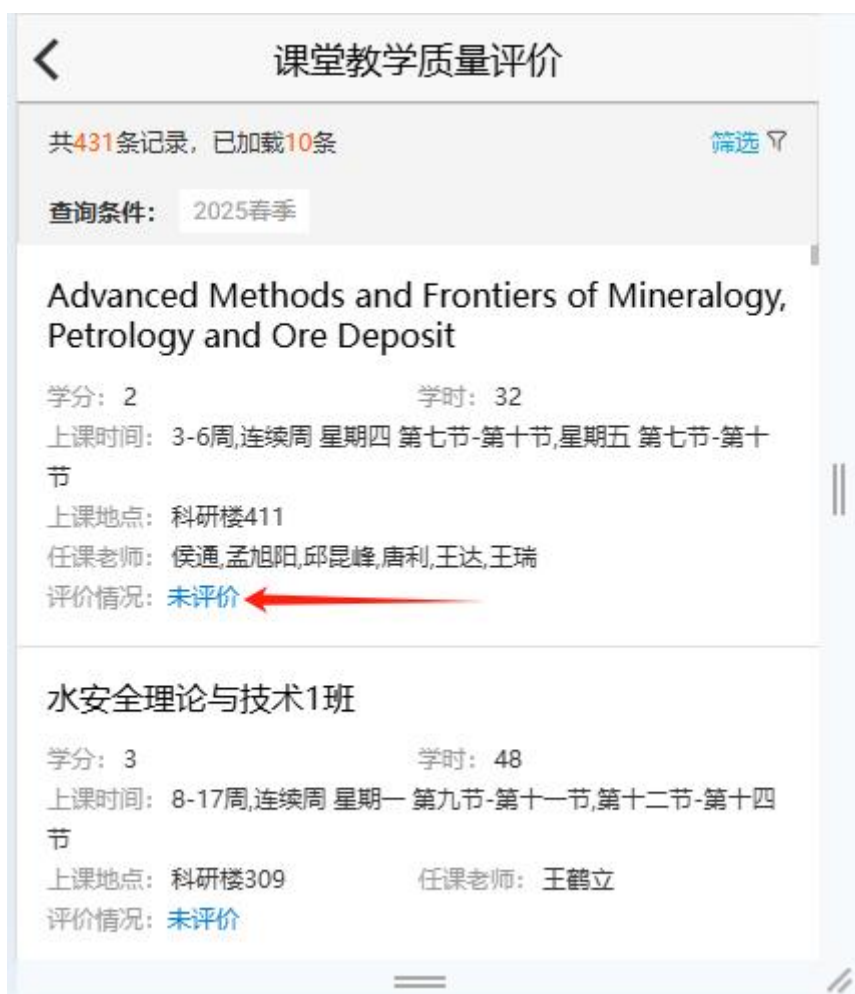 课堂教学质量评价
共431条记录，已加载10条 筛选
查询条件： 2025春季
Advanced Methods and Frontiers of Mineralogy,
Petrology and Ore Deposit
学分：2 学时：32
上课时间：3-6周,连续周 星期四 第七节-第十节,星期五 第七节-第十
节
上课地点：科研楼411
任课老师：侯通,孟旭阳,邱昆峰,唐利,王达,王瑞
评价情况：未评价
水安全理论与技术1班
学分：3 学时：48
上课时间：8-17周,连续周 星期一 第九节-第十一节,第十二节-第十四
节
上课地点：科研楼309 任课老师：王鹤立
评价情况：未评价